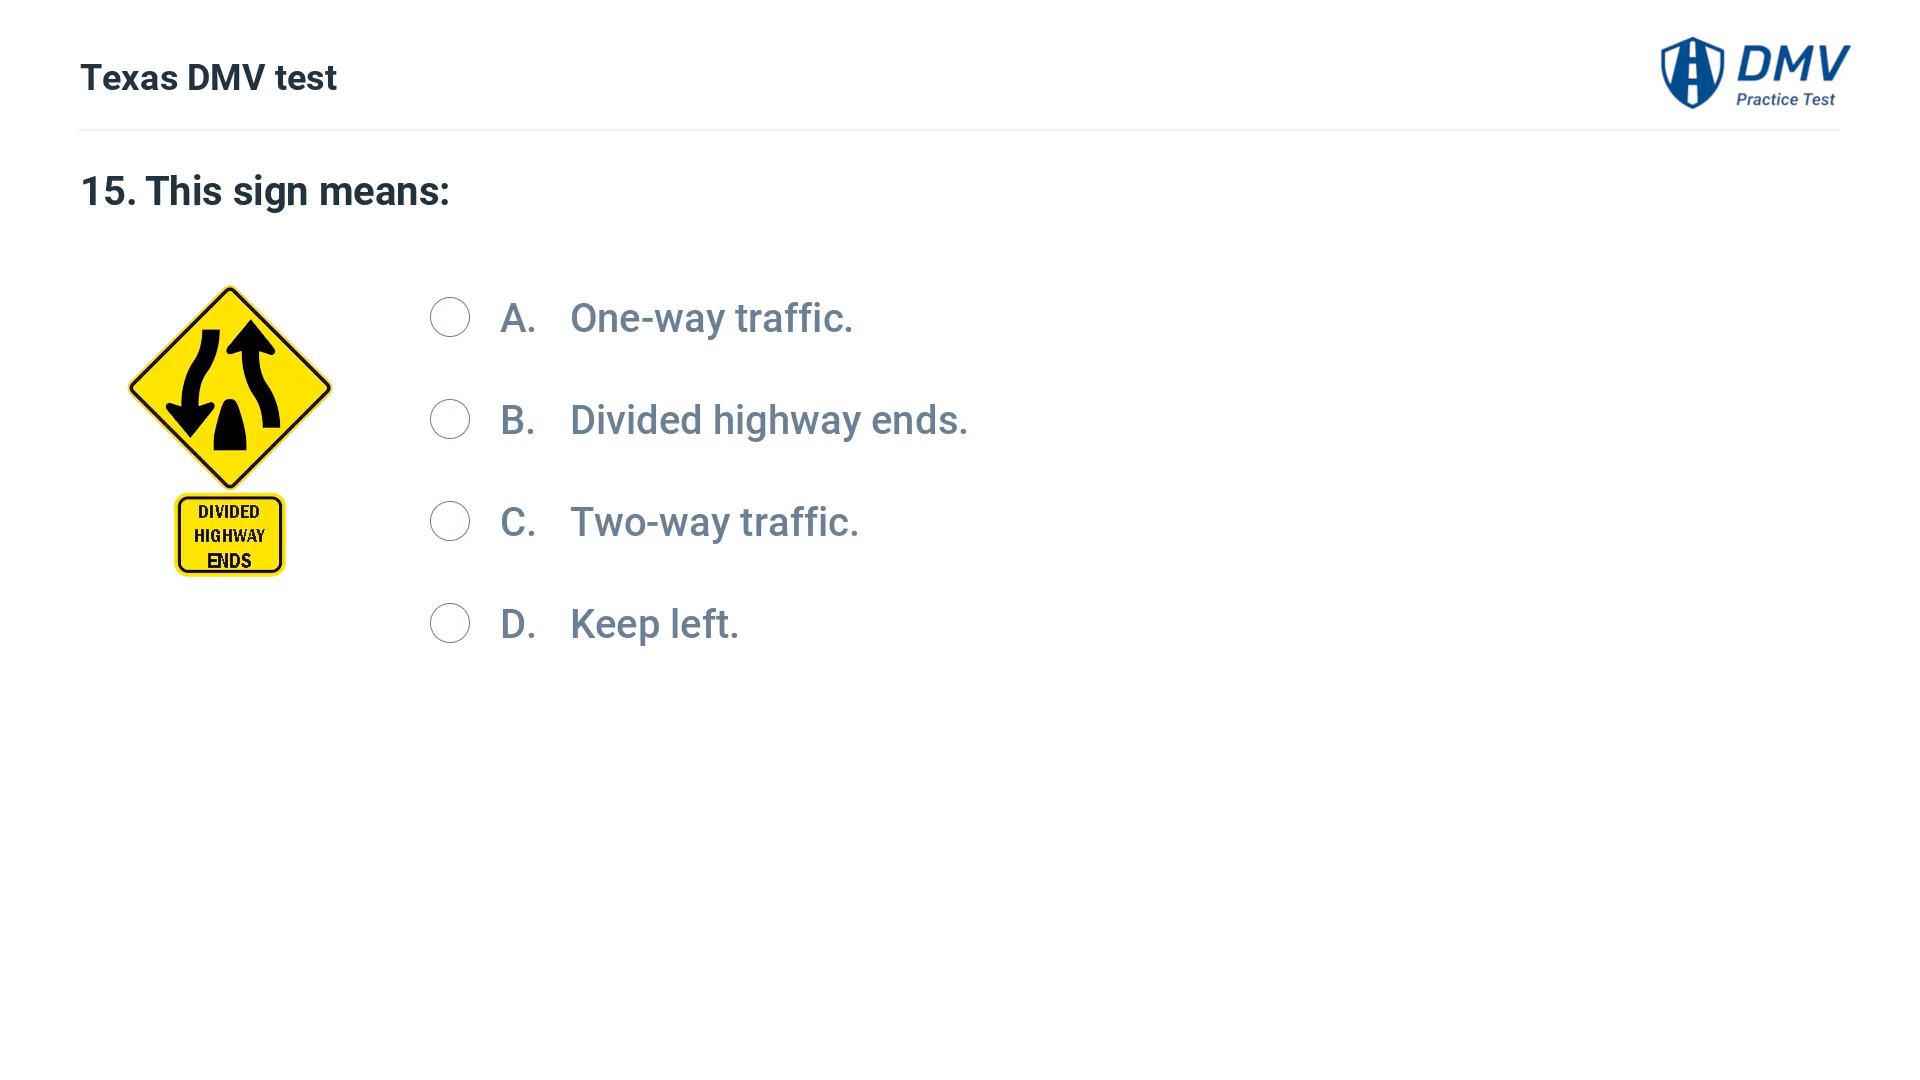 Texas DMV test
DMV
Practice Test
15. This sign means:
A. One-way traffic.
B. Divided highway ends.
C. Two-way traffic.
D. Keep left.
DIVIDED
HIGHWAY
ENDS